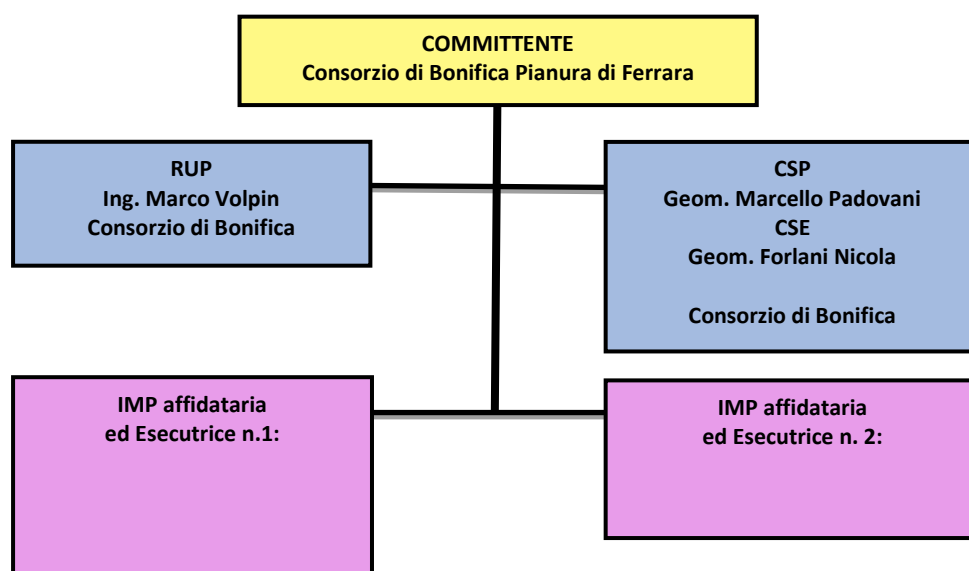 COMMITTENTE
Consorzio di Bonifica Pianura di Ferrara
RUP
Ing. Marco Volpin
Consorzio di Bonifica
CSP
Geom. Marcello Padovani
CSE
Geom. Forlani Nicola
Consorzio di Bonifica
IMP affidataria
ed Esecutrice n.1:
IMP affidataria
ed Esecutrice n. 2: